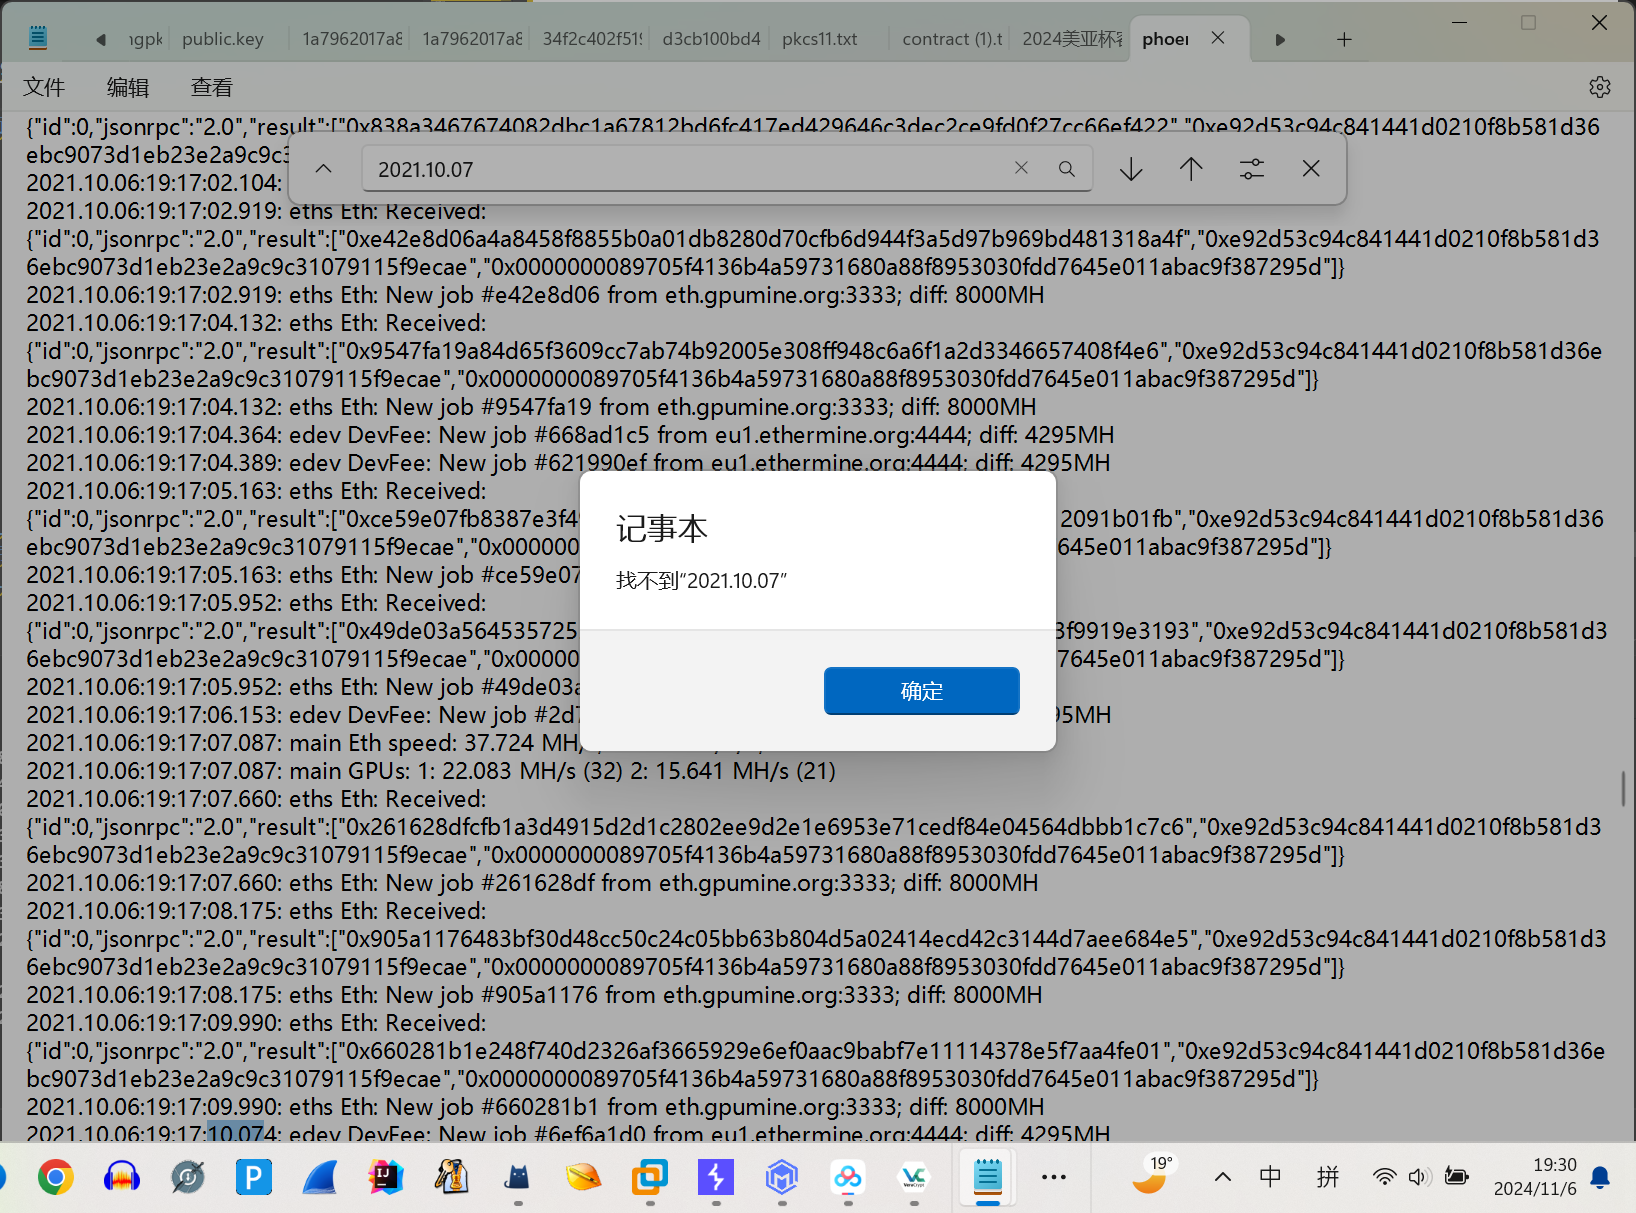 public.key
1a7962017a8
1a7962017a8
34f2c402f51
d3cb100bd4
pkcs11.txt
contract (1).t
2024美亚杯
phoer
文件
编辑
查看
{"id":0,"jsonrpc":"2.0","result":["0x838a3467674082dbc1a67812bd6fc417ed429646c3dec2ce9fd0f27cc66ef422","0xe92d53c94c841441d0210f8b581d36
ebc9073d1eb23e2a9c9c3
2021.10.07
2021.10.06:19:17:02.104:
2021.10.06:19:17:02.919: eths Eth: Received:
{"id":0,"jsonrpc":"2.0","result":["0xe42e8d06a4a8458f8855b0a01db8280d70cfb6d944f3a5d97b969bd481318a4f","0xe92d53c94c841441d0210f8b581d3
6ebc9073d1eb23e2a9c9c31079115f9ecae","0x0000000089705f4136b4a59731680a88f8953030fdd7645e011abac9f387295d"]}
2021.10.06:19:17:02.919: eths Eth: New job #e42e8d06 from eth.gpumine.org:3333; diff: 8000MH
2021.10.06:19:17:04.132: eths Eth: Received:
{"id":0,"jsonrpc":"2.0","result":["0x9547fa19a84d65f3609cc7ab74b92005e308ff948c6a6f1a2d3346657408f4e6","0xe92d53c94c841441d0210f8b581d36e
bc9073d1eb23e2a9c9c31079115f9ecae","0x0000000089705f4136b4a59731680a88f8953030fdd7645e011abac9f387295d"]}
2021.10.06:19:17:04.132: eths Eth: New job #9547fa19 from eth.gpumine.org:3333; diff: 8000MH
2021.10.06:19:17:04.364: edev DevFee: New job #668ad1c5 from eu1.ethermine.org:4444; diff: 4295MH
2021.10.06:19:17:04.389: edev DevFee: New job #621990ef from eu1.ethermine.org:4444; diff: 4295MH
2021.10.06:19:17:05.163: eths Eth: Received:
{"id":0,"jsonrpc":"2.0","result":["0xce59e07fb8387e3f4 2091b01fb","0xe92d53c94c841441d0210f8b581d36
ebc9073d1eb23e2a9c9c31079115f9ecae","0x000000 645e011abac9f387295d"]}
2021.10.06:19:17:05.163: eths Eth: New job #ce59e07
2021.10.06:19:17:05.952: eths Eth: Received:
{"id":0,"jsonrpc":"2.0","result":["0x49de03a564535725 3f9919e3193","0xe92d53c94c841441d0210f8b581d3
6ebc9073d1eb23e2a9c9c31079115f9ecae","0x00000 7645e011abac9f387295d"]}
2021.10.06:19:17:05.952: eths Eth: New job #49de03a
2021.10.06:19:17:06.153: edev DevFee: New job #2d7 95MH
2021.10.06:19:17:07.087: main Eth speed: 37.724 MH/
2021.10.06:19:17:07.087: main GPUs: 1: 22.083 MH/s (32) 2: 15.641 MH/s (21)
记事本
找不到“2021.10.07”
确定
2021.10.06:19:17:07.660: eths Eth: Received:
{"id":0,"jsonrpc":"2.0","result":["0x261628dfcfb1a3d4915d2d1c2802ee9d2e1e6953e71cedf84e04564dbbb1c7c6","0xe92d53c94c841441d0210f8b581d3
6ebc9073d1eb23e2a9c9c31079115f9ecae","0x0000000089705f4136b4a59731680a88f8953030fdd7645e011abac9f387295d"]}
2021.10.06:19:17:07.660: eths Eth: New job #261628df from eth.gpumine.org:3333; diff: 8000MH
2021.10.06:19:17:08.175: eths Eth: Received:
{"id":0,"jsonrpc":"2.0","result":["0x905a1176483bf30d48cc50c24c05bb63b804d5a02414ecd42c3144d7aee684e5","0xe92d53c94c841441d0210f8b581d3
6ebc9073d1eb23e2a9c9c31079115f9ecae","0x0000000089705f4136b4a59731680a88f8953030fdd7645e011abac9f387295d"]}
2021.10.06:19:17:08.175: eths Eth: New job #905a1176 from eth.gpumine.org:3333; diff: 8000MH
2021.10.06:19:17:09.990: eths Eth: Received:
{"id":0,"jsonrpc":"2.0","result":["0x660281b1e248f740d2326af3665929e6ef0aac9babf7e11114378e5f7aa4fe01","0xe92d53c94c841441d0210f8b581d36e
bc9073d1eb23e2a9c9c31079115f9ecae","0x0000000089705f4136b4a59731680a88f8953030fdd7645e011abac9f387295d"]}
2021.10.06:19:17:09.990: eths Eth: New job #660281b1 from eth.gpumine.org:3333; diff: 8000MH
2021.10.06:19:17:10.074: edev DevFee: New job #6ef6a1d0 from eu1.ethermine.org:4444; diff: 4295MH
19°
中
拼
19:30
2024/11/6